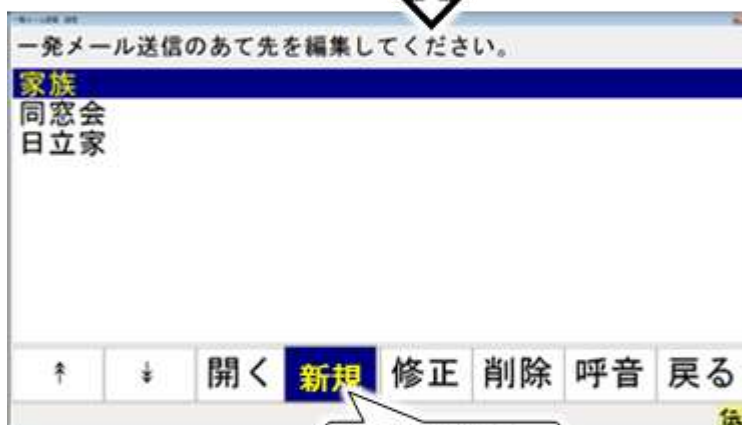 一発メール送信のあて先を編集してください。
家族
同窓会
日立家
↟ ↡ 開く 新規 修正 削除 呼音 戻る